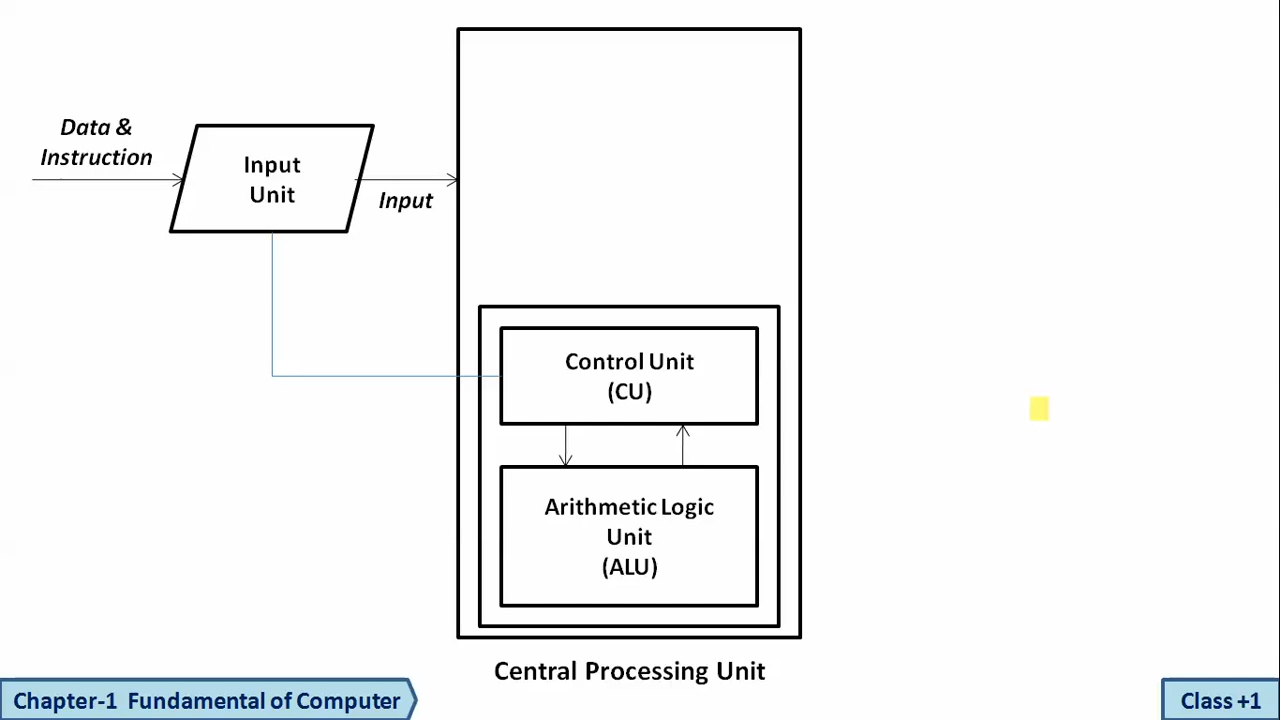 Data &
Instruction
Input
Unit
Input
Control Unit
(CU)
Arithmetic Logic
Unit
(ALU)
Central Processing Unit
Chapter-1 Fundamental of Computer
Class +1